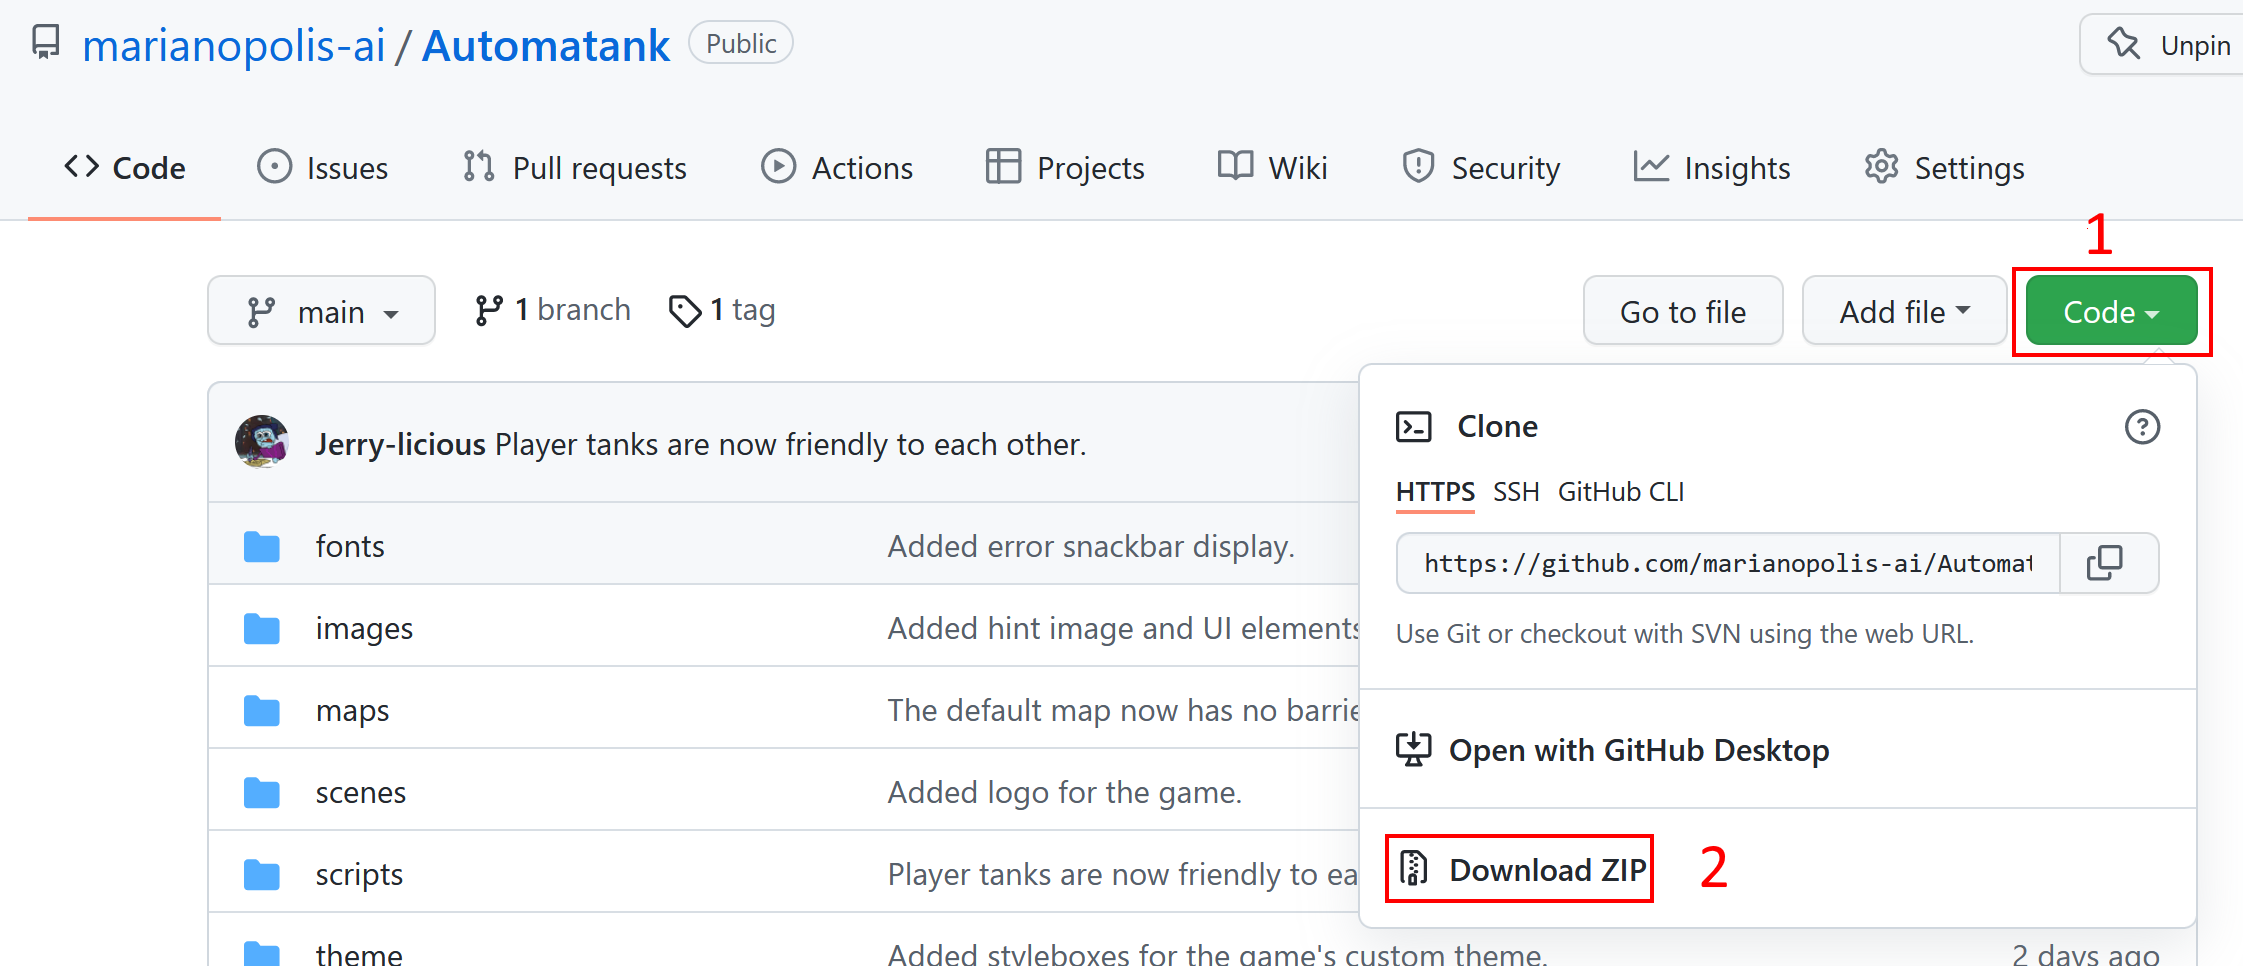 marianopolis-ai / Automatank Public Unpin
Code Issues Pull requests Actions Projects Wiki Security Insights Settings
1
main 1 branch 1 tag Go to file Add file Code
Jerry-licious Player tanks are now friendly to each other.
Clone
HTTPS SSH GitHub CLI
fonts Added error snackbar display.
https://github.com/marianopolis-ai/Automat
images Added hint image and UI elements
Use Git or checkout with SVN using the web URL.
maps The default map now has no barrie
Open with GitHub Desktop
scenes Added logo for the game.
scripts Player tanks are now friendly to ea
Download ZIP 2
theme Added styleboxes for the game's custom theme. 2 days ago